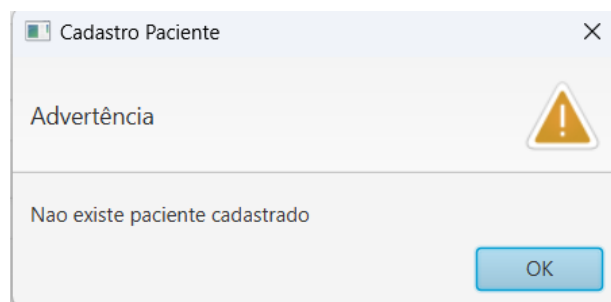 Cadastro Paciente
Advertência
Nao existe paciente cadastrado
OK